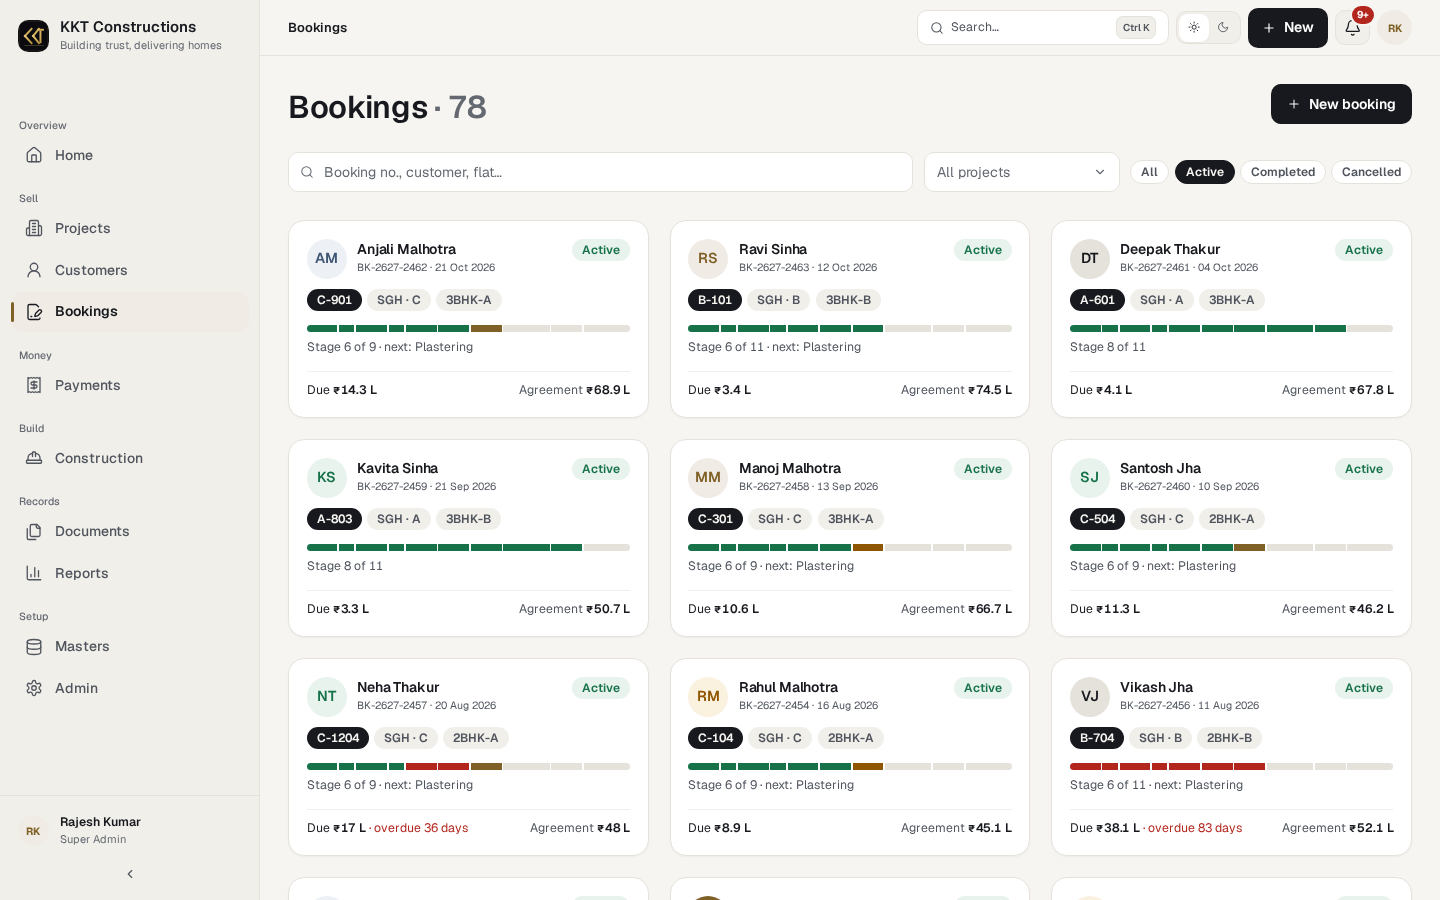 KKT Constructions
Building trust, delivering homes
Overview
Home
Sell
Projects
Customers
Bookings
Money
Payments
Build
Construction
Records
Documents
Reports
Setup
Masters
Admin
RK
Rajesh Kumar
Super Admin
Bookings
Search...
Ctrl K
New
9+
RK
Bookings · 78
New booking
Booking no., customer, flat...
All projects
All
Active
Completed
Cancelled
AM
Anjali Malhotra
BK-2627-2462 · 21 Oct 2026
Active
C-901
SGH · C
3BHK-A
Stage 6 of 9 · next: Plastering
Due ₹14.3 L
Agreement ₹68.9 L
RS
Ravi Sinha
BK-2627-2463 · 12 Oct 2026
Active
B-101
SGH · B
3BHK-B
Stage 6 of 11 · next: Plastering
Due ₹3.4 L
Agreement ₹74.5 L
DT
Deepak Thakur
BK-2627-2461 · 04 Oct 2026
Active
A-601
SGH · A
3BHK-A
Stage 8 of 11
Due ₹4.1 L
Agreement ₹67.8 L
KS
Kavita Sinha
BK-2627-2459 · 21 Sep 2026
Active
A-803
SGH · A
3BHK-B
Stage 8 of 11
Due ₹3.3 L
Agreement ₹50.7 L
MM
Manoj Malhotra
BK-2627-2458 · 13 Sep 2026
Active
C-301
SGH · C
3BHK-A
Stage 6 of 9 · next: Plastering
Due ₹10.6 L
Agreement ₹66.7 L
SJ
Santosh Jha
BK-2627-2460 · 10 Sep 2026
Active
C-504
SGH · C
2BHK-A
Stage 6 of 9 · next: Plastering
Due ₹11.3 L
Agreement ₹46.2 L
NT
Neha Thakur
BK-2627-2457 · 20 Aug 2026
Active
C-1204
SGH · C
2BHK-A
Stage 6 of 9 · next: Plastering
Due ₹17 L · overdue 36 days
Agreement ₹48 L
RM
Rahul Malhotra
BK-2627-2454 · 16 Aug 2026
Active
C-104
SGH · C
2BHK-A
Stage 6 of 9 · next: Plastering
Due ₹8.9 L
Agreement ₹45.1 L
VJ
Vikash Jha
BK-2627-2456 · 11 Aug 2026
Active
B-704
SGH · B
2BHK-B
Stage 6 of 11 · next: Plastering
Due ₹38.1 L · overdue 83 days
Agreement ₹52.1 L